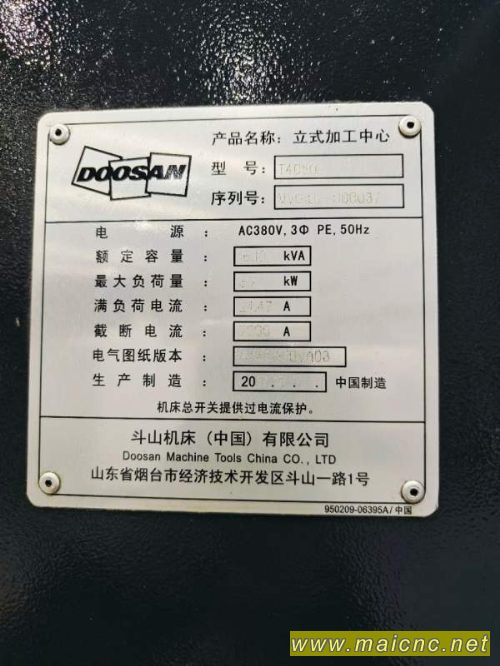 DOOSAN
产品名称: 立式加工中心
型 号:
序列号:
电 源 : AC380V, 3Φ PE, 50Hz
额定容量 : kVA
最大负荷量 : kW
满负荷电流 : A
截断电流 : A
电气图纸版本 :
生产制造 : 20 . . . 中国制造
机床总开关提供过电流保护。
斗山机床（中国）有限公司
Doosan Machine Tools China CO., LTD
山东省烟台市经济技术开发区斗山一路1号
950209-06395A/中国
www.maicnc.net